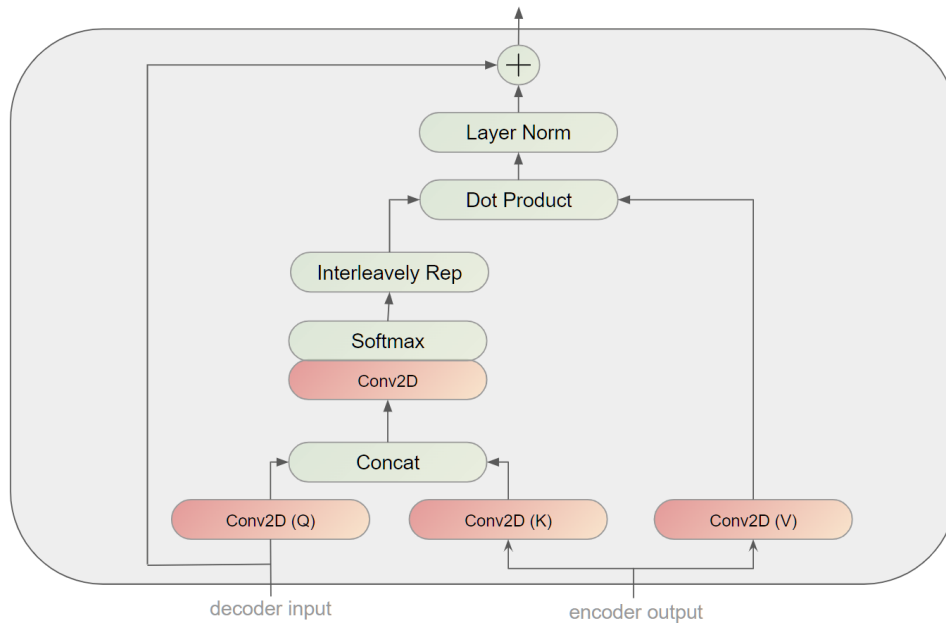 +
Layer Norm
Dot Product
Interleavely Rep
Softmax
Conv2D
Concat
Conv2D (Q)
Conv2D (K)
Conv2D (V)
decoder input
encoder output